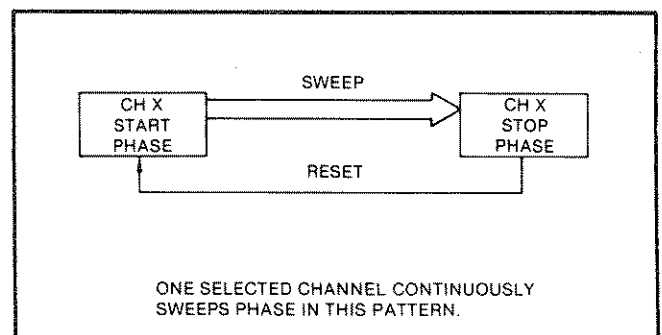 SWEEP
CH X
START
PHASE
CH X
STOP
PHASE
RESET
ONE SELECTED CHANNEL CONTINUOUSLY
SWEEPS PHASE IN THIS PATTERN.